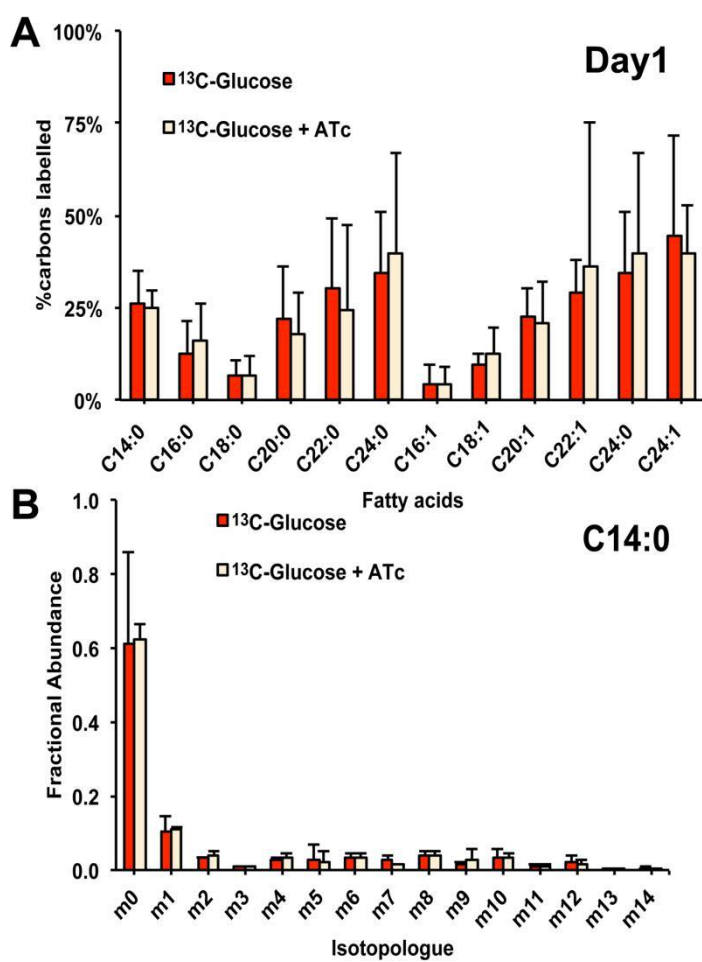 A
100%
Day1
¹³C-Glucose
75%
¹³C-Glucose + ATc
%carbons labelled
50%
25%
0%
C14:0 C16:0 C18:0 C20:0 C22:0 C24:0 C16:1 C18:1 C20:1 C22:1 C24:0 C24:1
Fatty acids
B
1.0
¹³C-Glucose
C14:0
¹³C-Glucose + ATc
0.8
Fractional Abundance
0.6
0.4
0.2
0.0
m0 m1 m2 m3 m4 m5 m6 m7 m8 m9 m10 m11 m12 m13 m14
Isotopologue